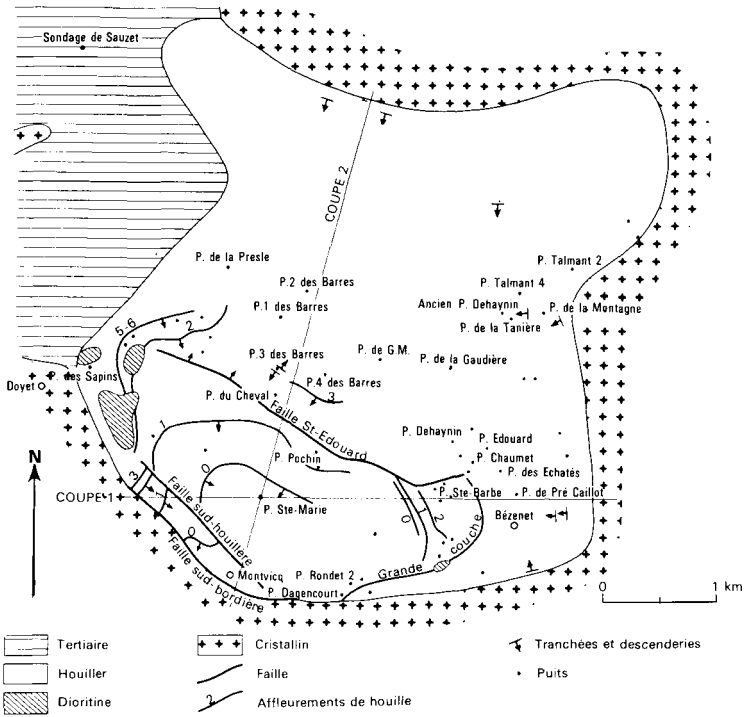 Sondage de Sauzet
COUPE 2
P. de la Presle
P. Talmant 2
P. 2 des Barres
P. Talmant 4
P.1 des Barres
Ancien P. Dehaynin
P. de la Montagne
P. de la Tanière
5-6
2
P.3 des Barres
P. de G.M.
P. de la Gaudière
P. des Sapins
Doyet
P. 4 des Barres
3
P. du Cheval
Faille St-Edouard
P. Dehaynin
P. Edouard
1
P. Chaumet
P. Pochin
0
P. des Echatés
N
3
Faille sud-houillère
COUPE 1
1
P. Ste-Marie
P. Ste-Barbe
P. de Pré Caillot
0
1
2
Bézenet
0
Faille sud-bordière
Grande couche
Montvicq
P. Rondet 2
P. Dagencourt
0
1 km
Tertiaire
Cristallin
Tranchées et descenderies
Houiller
Faille
Puits
Dioritine
2
Affleurements de houille